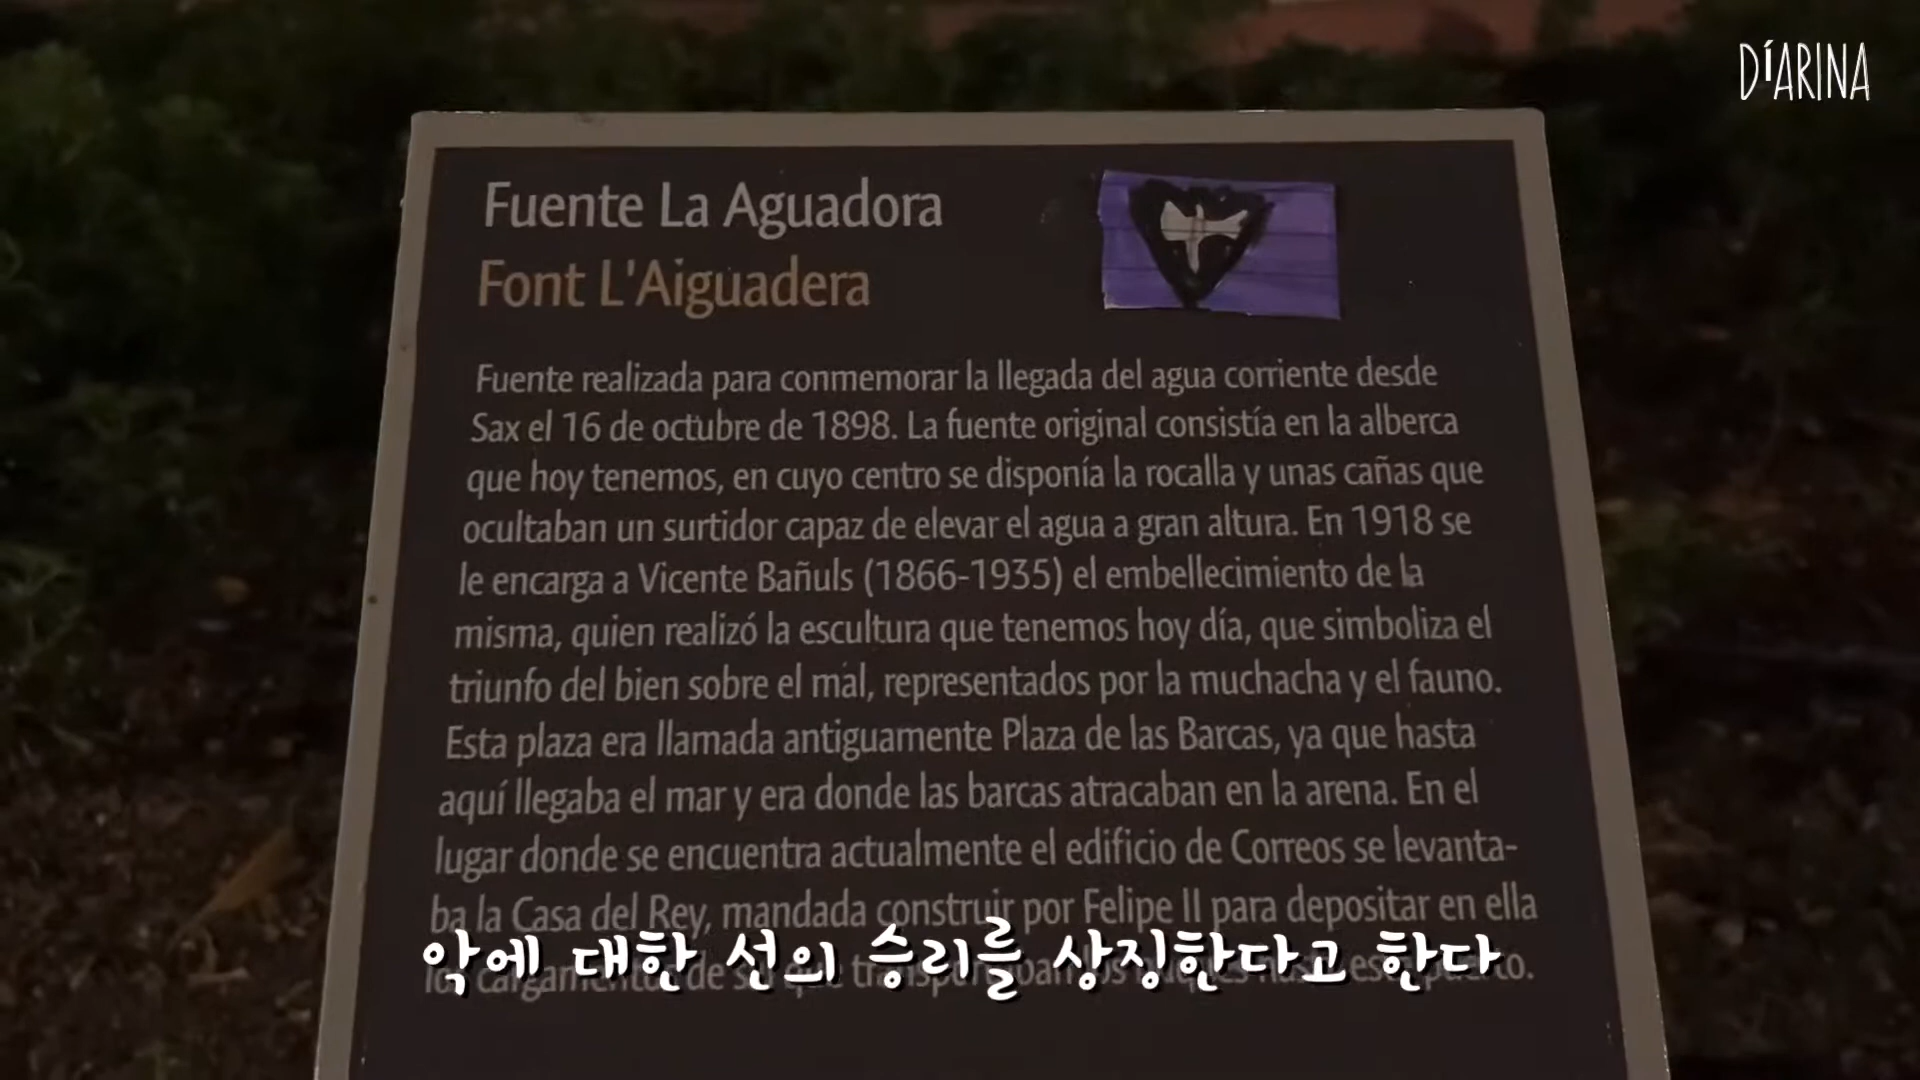 DíARINA
Fuente La Aguadora
Font L'Aiguadera
Fuente realizada para conmemorar la llegada del agua corriente desde
Sax el 16 de octubre de 1898. La fuente original consistía en la alberca
que hoy tenemos, en cuyo centro se disponía la rocalla y unas cañas que
ocultaban un surtidor capaz de elevar el agua a gran altura. En 1918 se
le encarga a Vicente Bañuls (1866-1935) el embellecimiento de la
misma, quien realizó la escultura que tenemos hoy día, que simboliza el
triunfo del bien sobre el mal, representados por la muchacha y el fauno.
Esta plaza era llamada antiguamente Plaza de las Barcas, ya que hasta
aquí llegaba el mar y era donde las barcas atracaban en la arena. En el
lugar donde se encuentra actualmente el edificio de Correos se levanta-
ba la Casa del Rey, mandada construir por Felipe II para depositar en ella
de
악에 대한 선의 승리를 상징한다고 한다